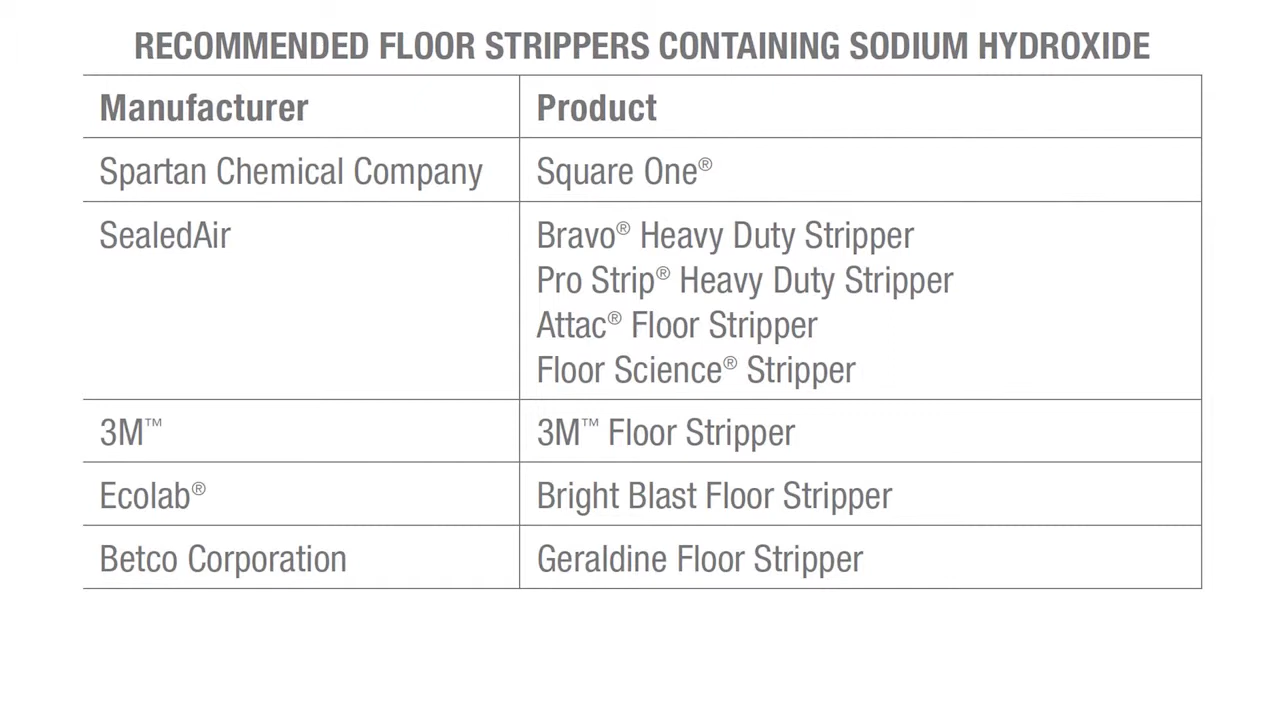 RECOMMENDED FLOOR STRIPPERS CONTAINING SODIUM HYDROXIDE
Manufacturer Product
Spartan Chemical Company Square One®
SealedAir Bravo® Heavy Duty Stripper
Pro Strip® Heavy Duty Stripper
Attac® Floor Stripper
Floor Science® Stripper
3M™ 3M™ Floor Stripper
Ecolab® Bright Blast Floor Stripper
Betco Corporation Geraldine Floor Stripper